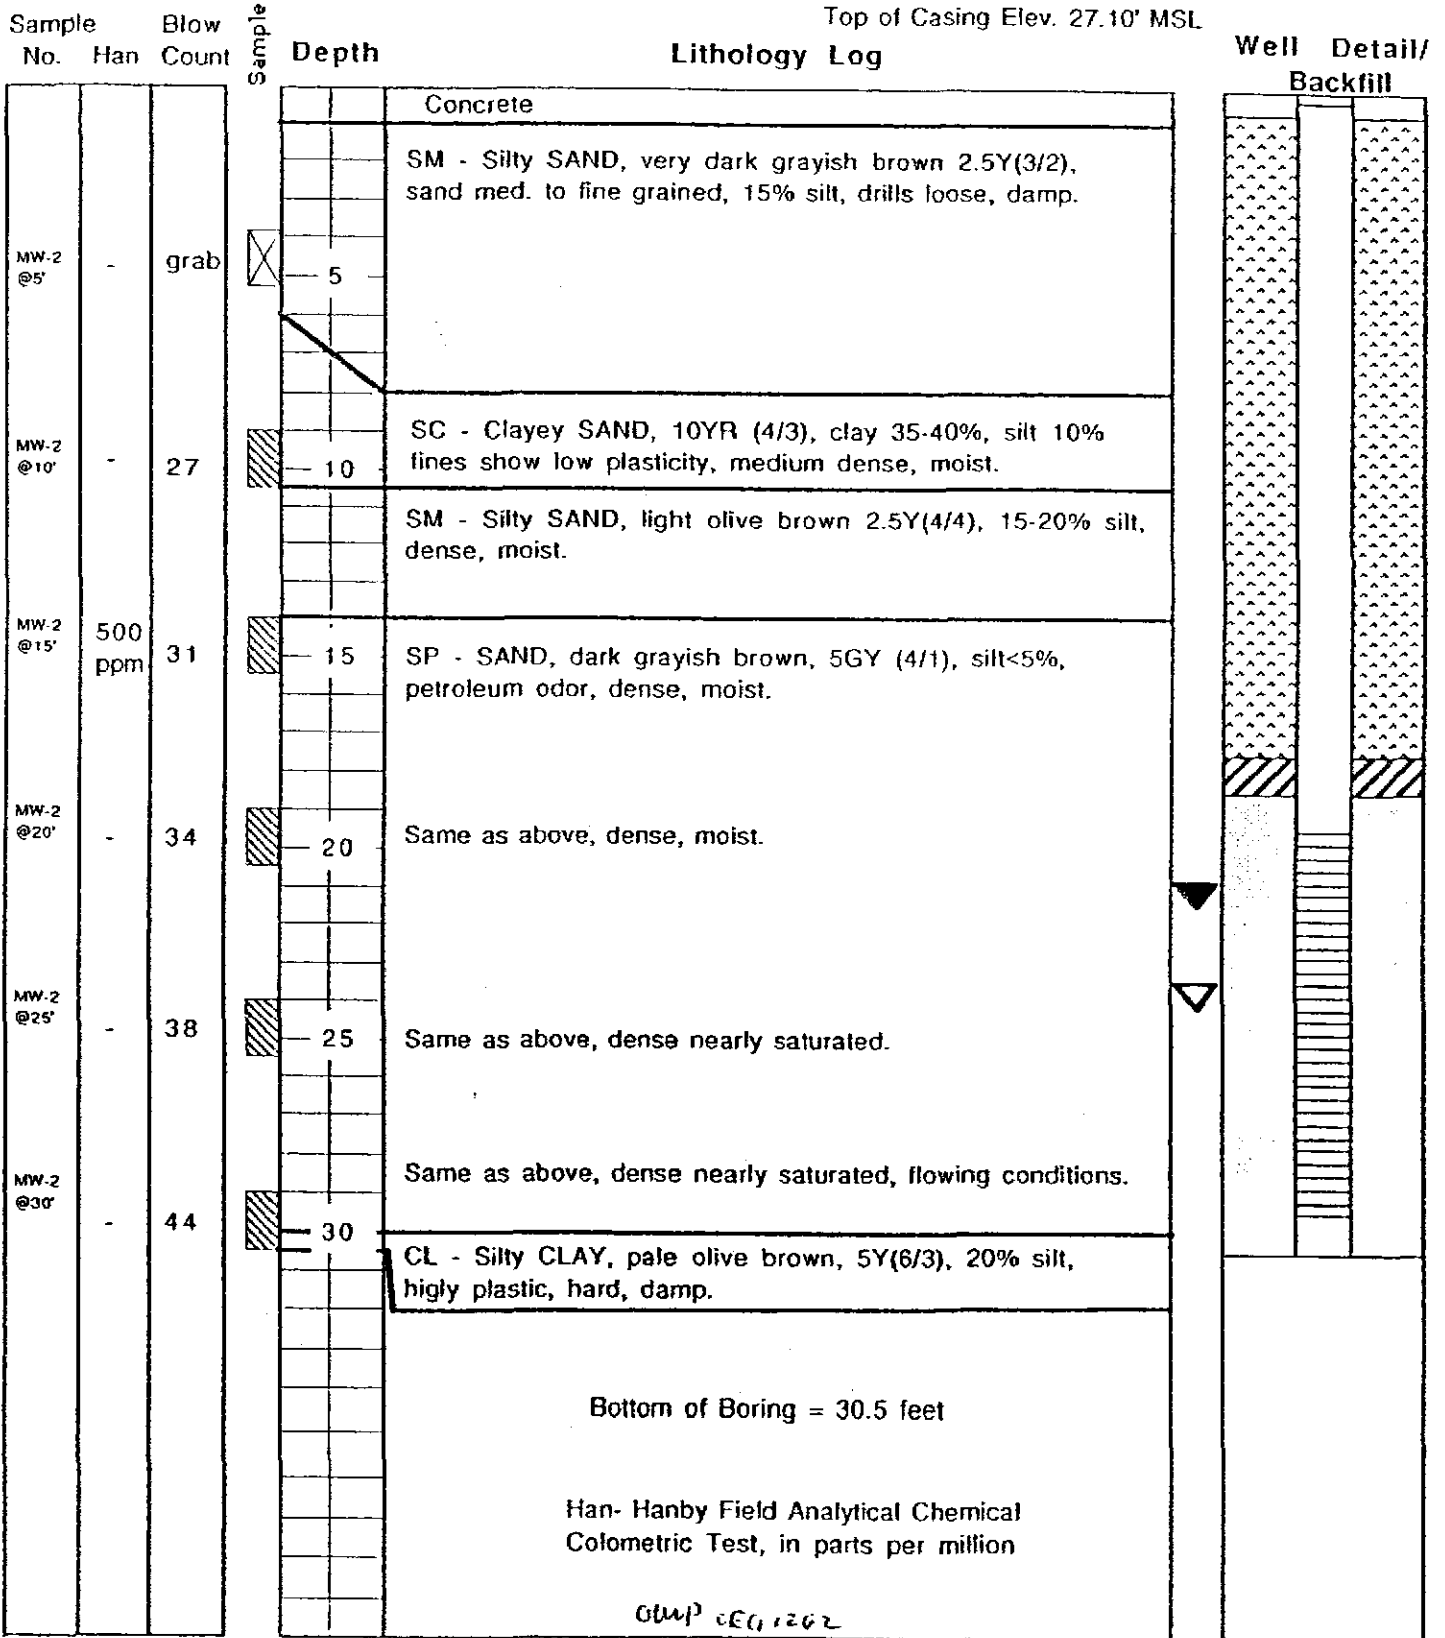 Top of Casing Elev. 27.10' MSL
Sample No.
Han
Blow Count
Sample
Depth
Lithology Log
Well Detail/
Backfill
Concrete
SM - Silty SAND, very dark grayish brown 2.5Y(3/2),
sand med. to fine grained, 15% silt, drills loose, damp.
MW-2
@5'
-
grab
5
SC - Clayey SAND, 10YR (4/3), clay 35-40%, silt 10%
fines show low plasticity, medium dense, moist.
MW-2
@10'
-
27
10
SM - Silty SAND, light olive brown 2.5Y(4/4), 15-20% silt,
dense, moist.
MW-2
@15'
500
ppm
31
15
SP - SAND, dark grayish brown, 5GY (4/1), silt<5%,
petroleum odor, dense, moist.
MW-2
@20'
-
34
20
Same as above, dense, moist.
MW-2
@25'
-
38
25
Same as above, dense nearly saturated.
Same as above, dense nearly saturated, flowing conditions.
MW-2
@30'
-
44
30
CL - Silty CLAY, pale olive brown, 5Y(6/3), 20% silt,
higly plastic, hard, damp.
Bottom of Boring = 30.5 feet
Han- Hanby Field Analytical Chemical
Colometric Test, in parts per million